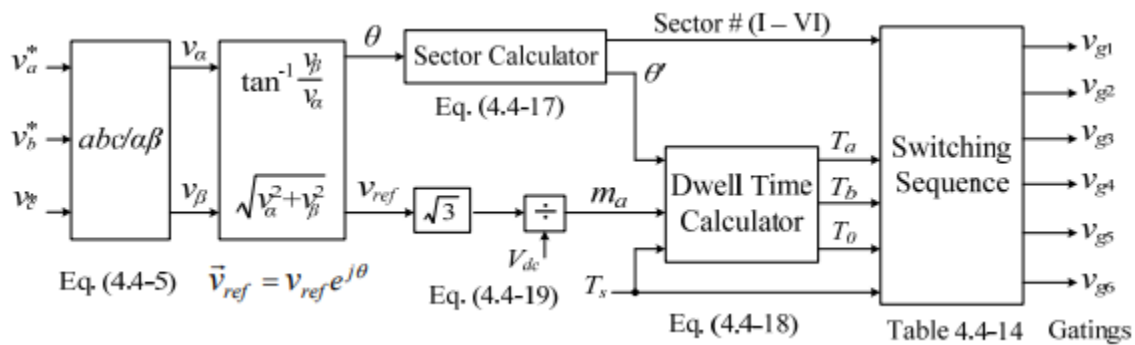 v*a
v*b
v*c
abc/αβ
Eq. (4.4-5)
vα
vβ
tan⁻¹ vβ/vα
√(v²α+v²β)
v⃗ref = vref e^jθ
θ
vref
Sector Calculator
Eq. (4.4-17)
√3
÷
Vdc
Eq. (4.4-19)
ma
Sector # (I – VI)
θ'
Dwell Time
Calculator
Ts
Eq. (4.4-18)
Ta
Tb
T0
Switching
Sequence
Table 4.4-14
vg1
vg2
vg3
vg4
vg5
vg6
Gatings